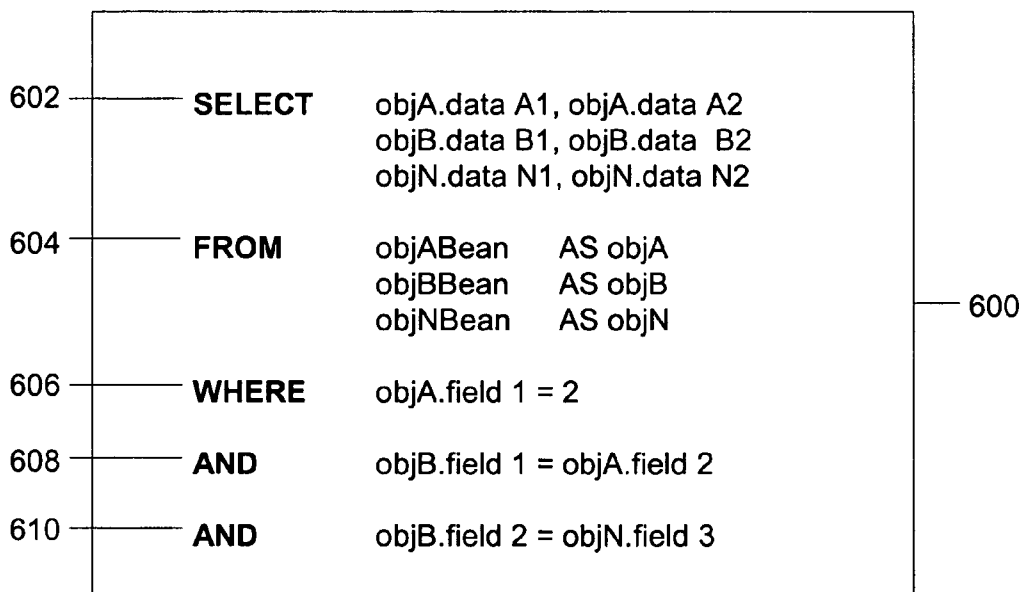 602 SELECT objA.data A1, objA.data A2
objB.data B1, objB.data B2
objN.data N1, objN.data N2
604 FROM objABean AS objA
objBBean AS objB
objNBean AS objN
600
606 WHERE objA.field 1 = 2
608 AND objB.field 1 = objA.field 2
610 AND objB.field 2 = objN.field 3